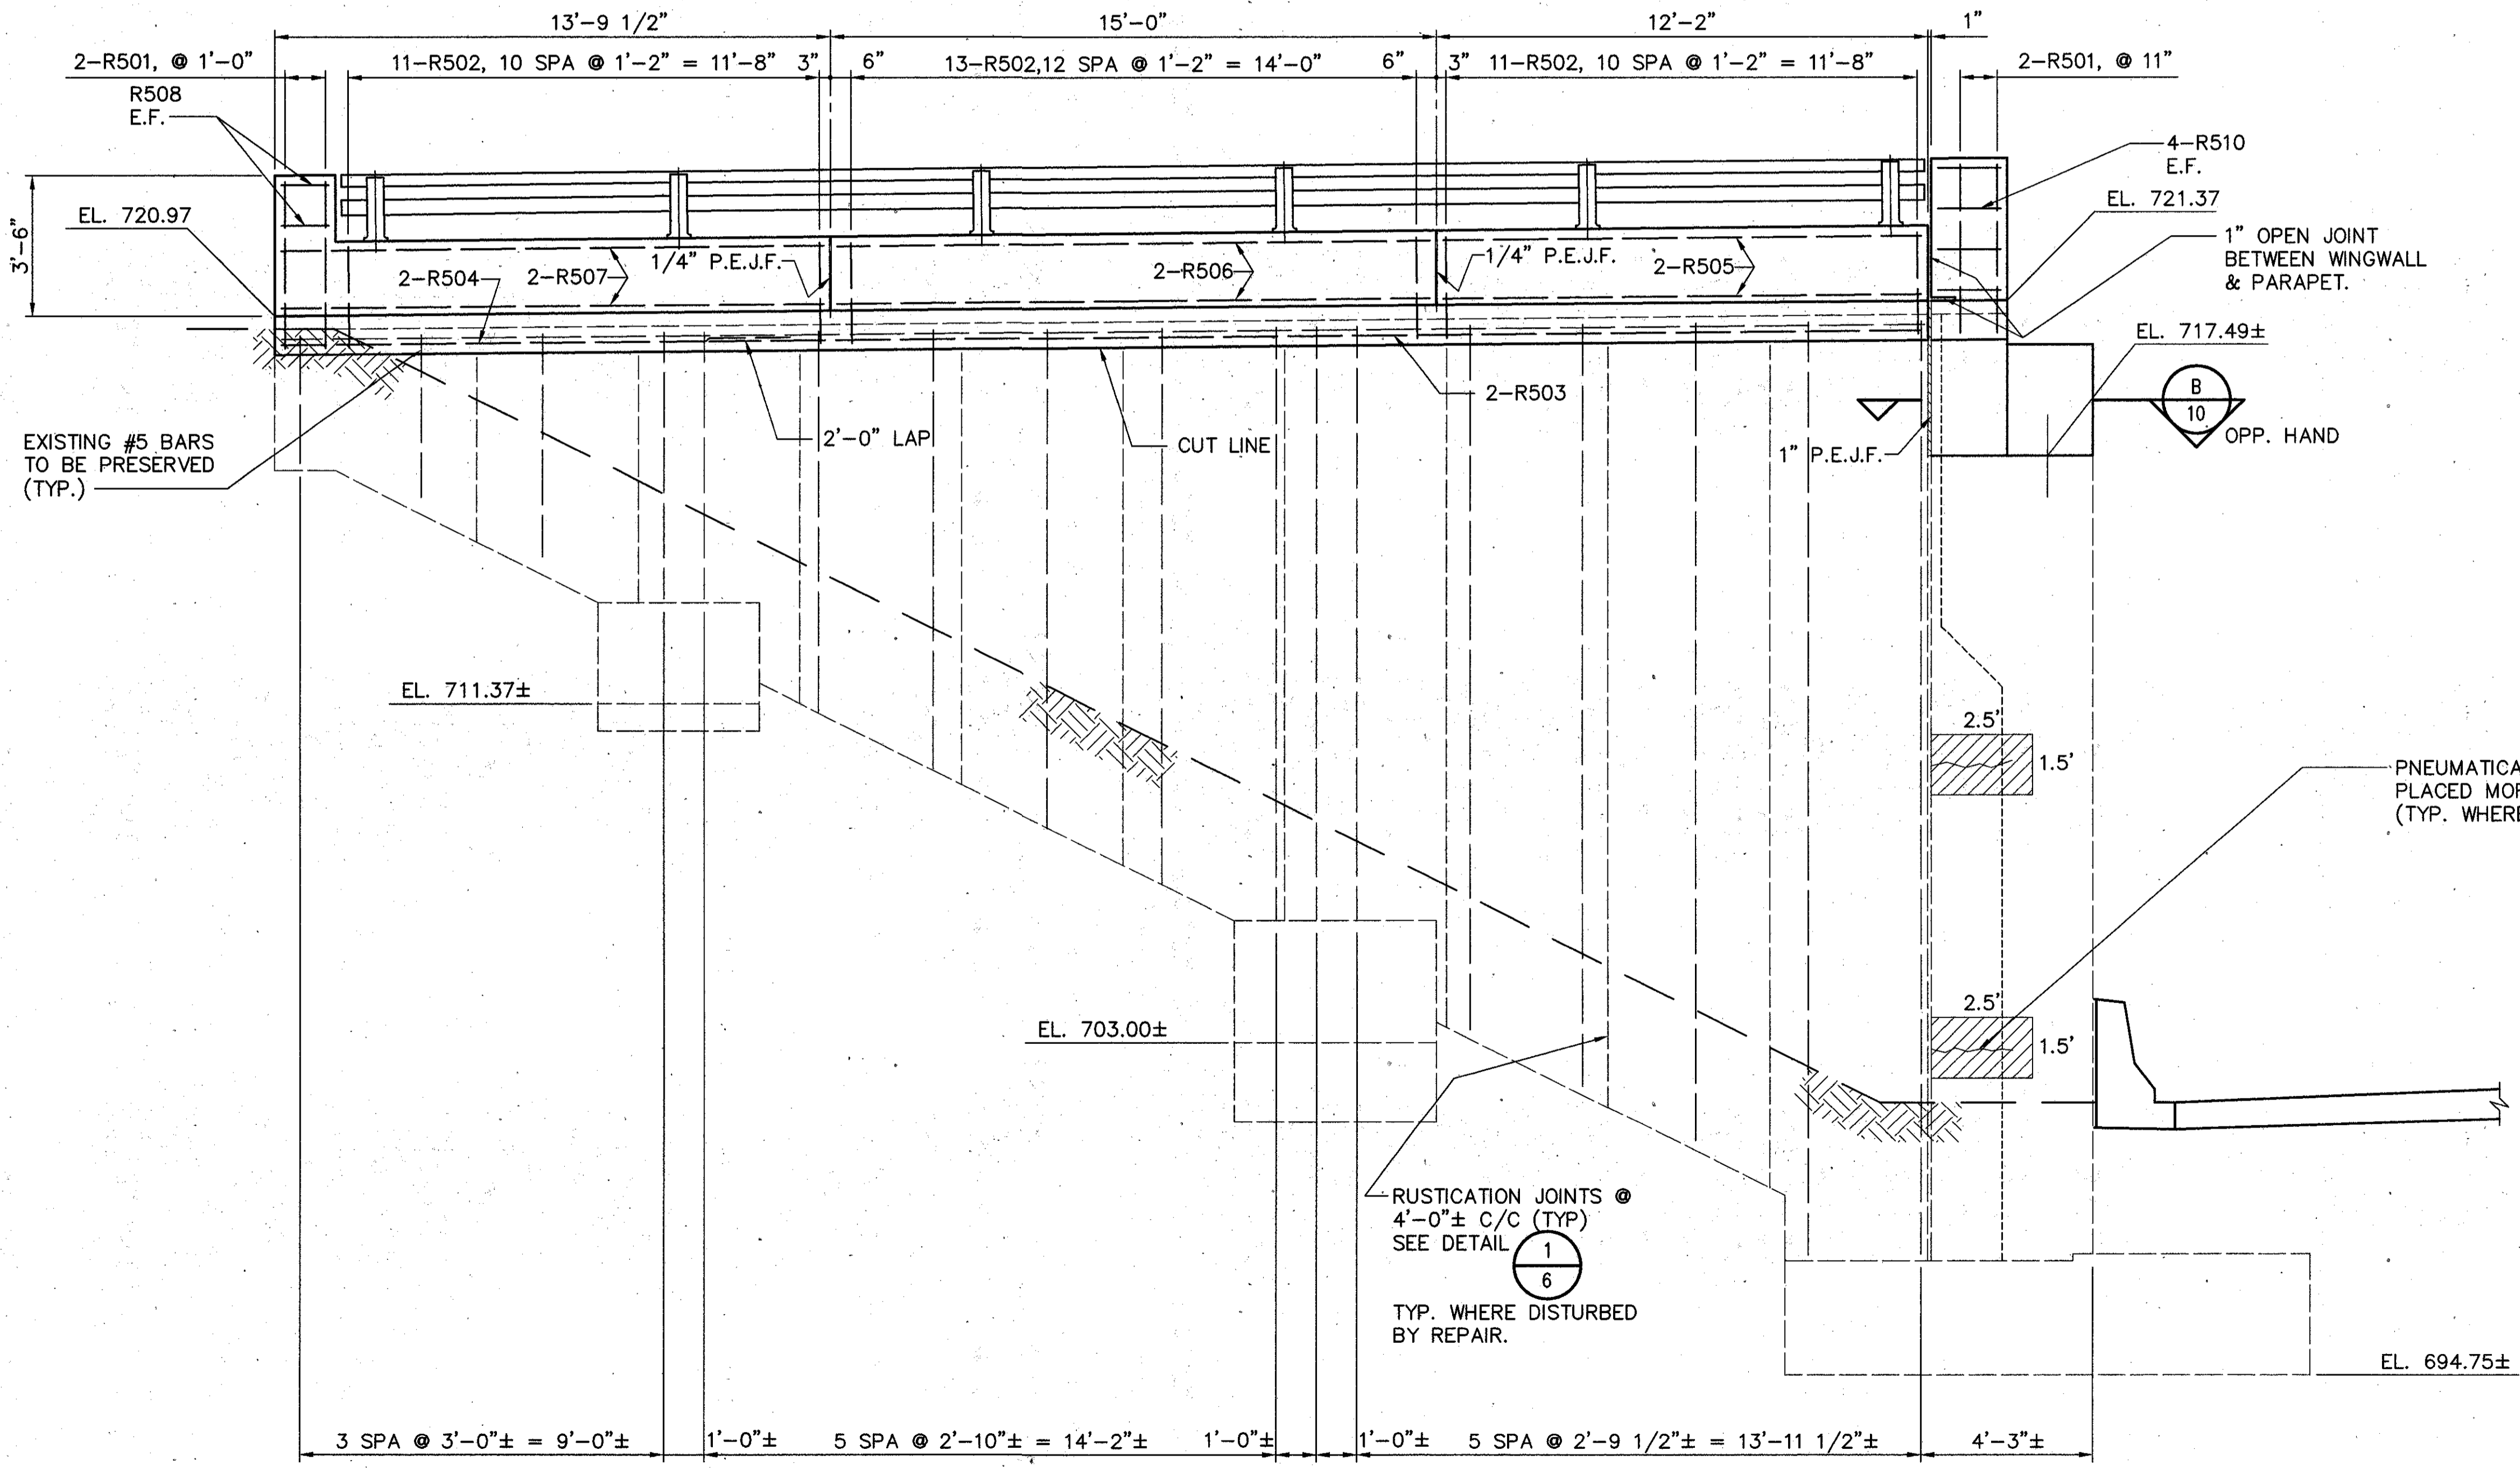 13'-9 1/2"
15'-0"
12'-2"
1"
2-R501, @ 1'-0"
11-R502, 10 SPA @ 1'-2" = 11'-8"
3"
6"
13-R502,12 SPA @ 1'-2" = 14'-0"
6"
3"
11-R502, 10 SPA @ 1'-2" = 11'-8"
2-R501, @ 11"
R508
E.F.
4-R510
E.F.
3'-6"
EL. 720.97
EL. 721.37
1" OPEN JOINT
BETWEEN WINGWALL
& PARAPET.
2-R504
2-R507
1/4" P.E.J.F.
2-R506
1/4" P.E.J.F.
2-R505
EL. 717.49±
2-R503
B
10
OPP. HAND
EXISTING #5 BARS
TO BE PRESERVED
(TYP.)
2'-0" LAP
CUT LINE
1" P.E.J.F.
EL. 711.37±
2.5'
1.5'
PNEUMATICA
PLACED MOR
(TYP. WHERE
EL. 703.00±
2.5'
1.5'
RUSTICATION JOINTS @
4'-0"± C/C (TYP)
SEE DETAIL
1
6
TYP. WHERE DISTURBED
BY REPAIR.
EL. 694.75±
3 SPA @ 3'-0"± = 9'-0"±
1'-0"±
5 SPA @ 2'-10"± = 14'-2"±
1'-0"±
1'-0"±
5 SPA @ 2'-9 1/2"± = 13'-11 1/2"±
4'-3"±